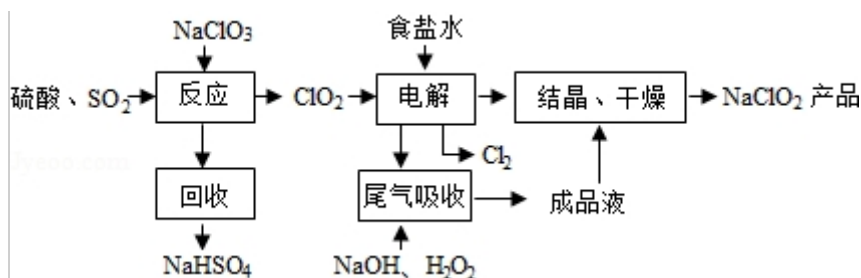 NaClO₃
食盐水
硫酸、SO₂
反应
ClO₂
电解
结晶、干燥
NaClO₂ 产品
Cl₂
回收
尾气吸收
成品液
NaHSO₄
NaOH、H₂O₂